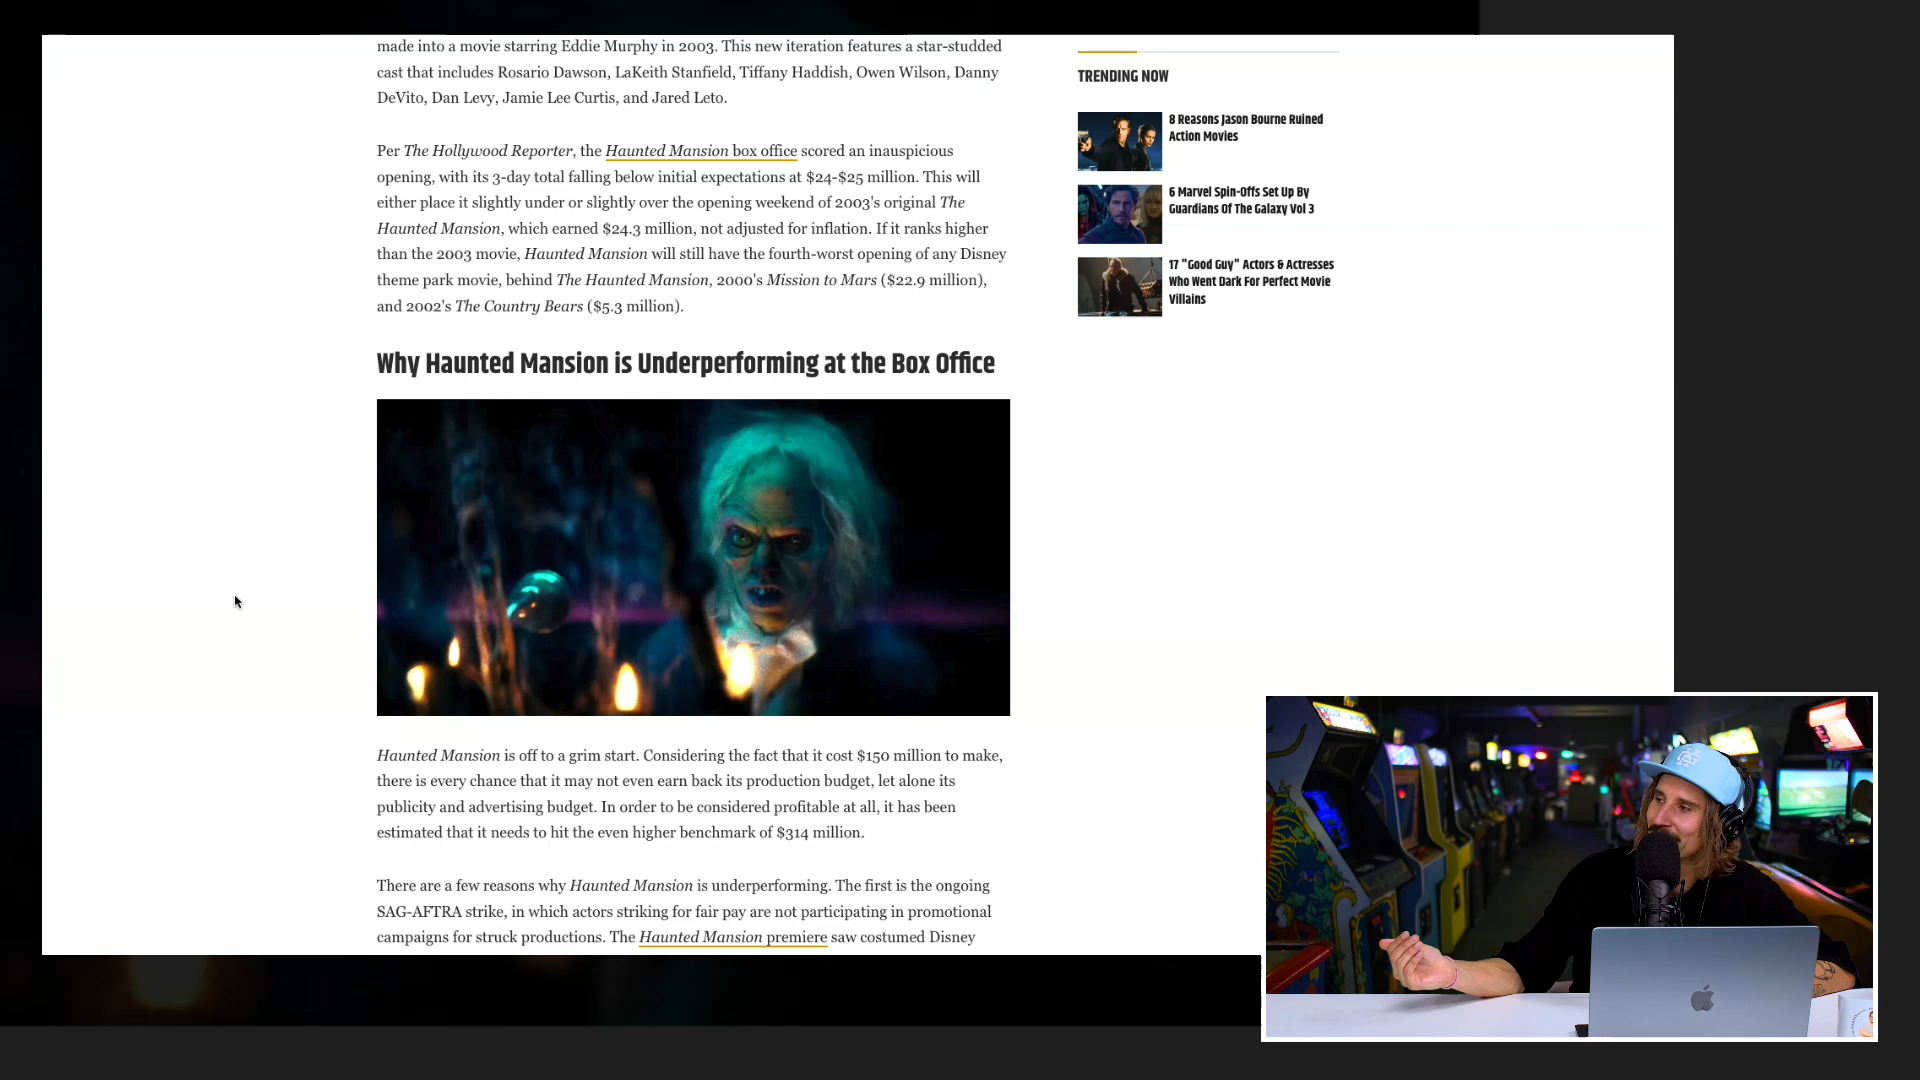 made into a movie starring Eddie Murphy in 2003. This new iteration features a star-studded
cast that includes Rosario Dawson, LaKeith Stanfield, Tiffany Haddish, Owen Wilson, Danny
DeVito, Dan Levy, Jamie Lee Curtis, and Jared Leto.
Per The Hollywood Reporter, the Haunted Mansion box office scored an inauspicious
opening, with its 3-day total falling below initial expectations at $24-$25 million. This will
either place it slightly under or slightly over the opening weekend of 2003's original The
Haunted Mansion, which earned $24.3 million, not adjusted for inflation. If it ranks higher
than the 2003 movie, Haunted Mansion will still have the fourth-worst opening of any Disney
theme park movie, behind The Haunted Mansion, 2000's Mission to Mars ($22.9 million),
and 2002's The Country Bears ($5.3 million).
Why Haunted Mansion is Underperforming at the Box Office
Haunted Mansion is off to a grim start. Considering the fact that it cost $150 million to make,
there is every chance that it may not even earn back its production budget, let alone its
publicity and advertising budget. In order to be considered profitable at all, it has been
estimated that it needs to hit the even higher benchmark of $314 million.
There are a few reasons why Haunted Mansion is underperforming. The first is the ongoing
SAG-AFTRA strike, in which actors striking for fair pay are not participating in promotional
campaigns for struck productions. The Haunted Mansion premiere saw costumed Disney
TRENDING NOW
8 Reasons Jason Bourne Ruined
Action Movies
6 Marvel Spin-Offs Set Up By
Guardians Of The Galaxy Vol 3
17 "Good Guy" Actors & Actresses
Who Went Dark For Perfect Movie
Villains